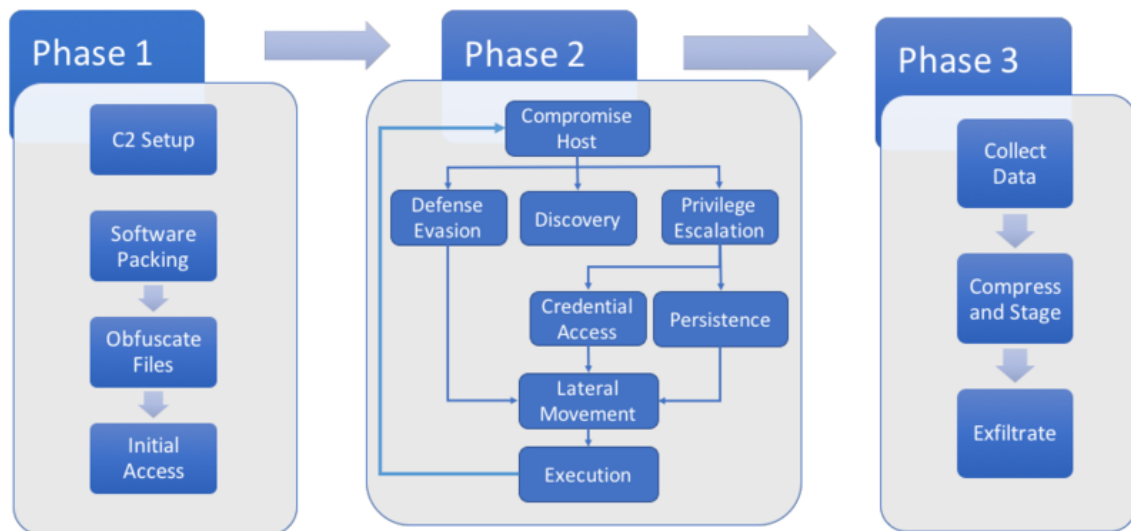 Phase 1
C2 Setup
Software
Packing
Obfuscate
Files
Initial
Access
Phase 2
Compromise
Host
Defense
Evasion
Discovery
Privilege
Escalation
Credential
Access
Persistence
Lateral
Movement
Execution
Phase 3
Collect
Data
Compress
and Stage
Exfiltrate